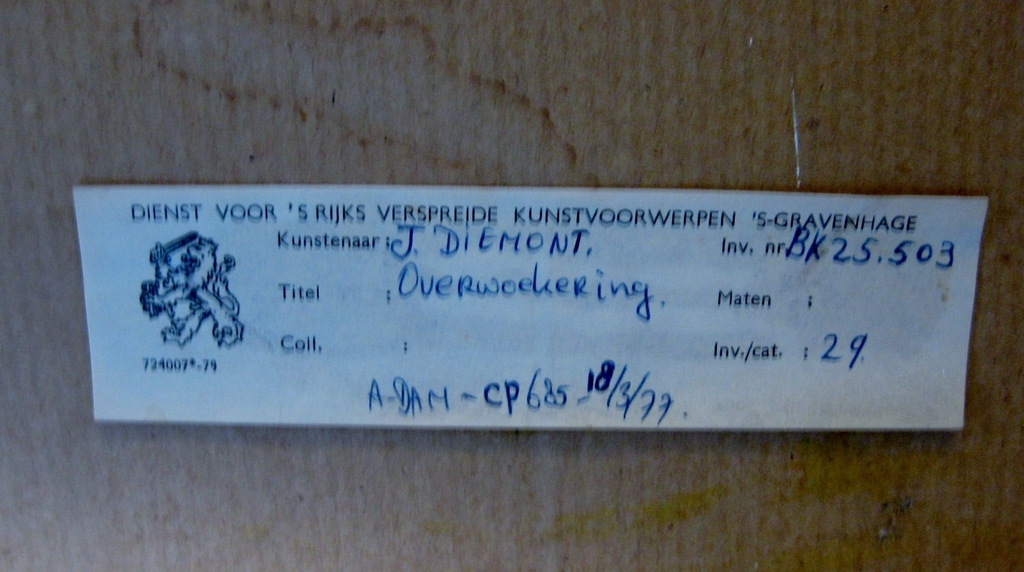 DIENST VOOR 'S RIJKS VERSPREIDE KUNSTVOORWERPEN 'S-GRAVENHAGE
Kunstenaar: J. DIEMONT. Inv. nr. BK 25.503
Titel : Overwoekering. Maten :
Coll. : Inv./cat. : 29.
724007*-79
A-DAM - CP 685 - 18/3/77.